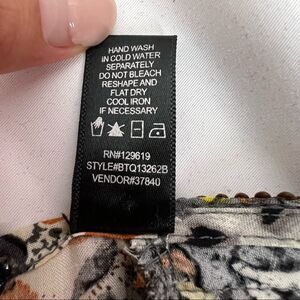 HAND WASH
IN COLD WATER
SEPARATELY
DO NOT BLEACH
RESHAPE AND
FLAT DRY
COOL IRON
IF NECESSARY
RN#129619
STYLE#BTQ13262B
VENDOR#37840